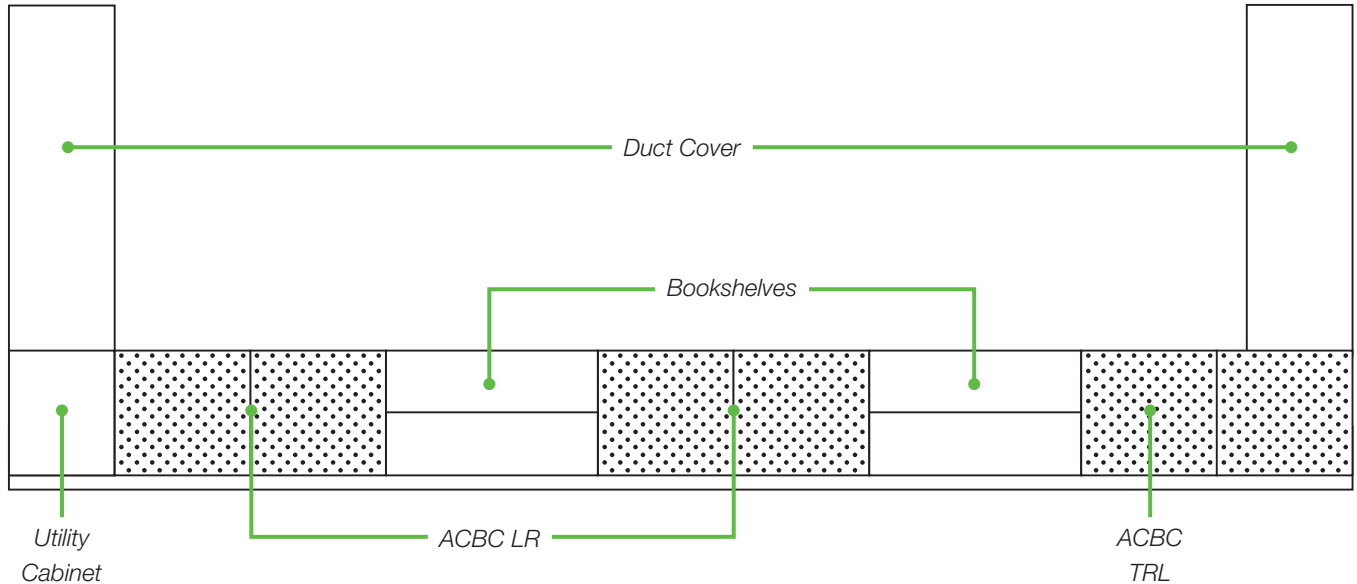 Duct Cover
Bookshelves
Utility
Cabinet
ACBC LR
ACBC
TRL